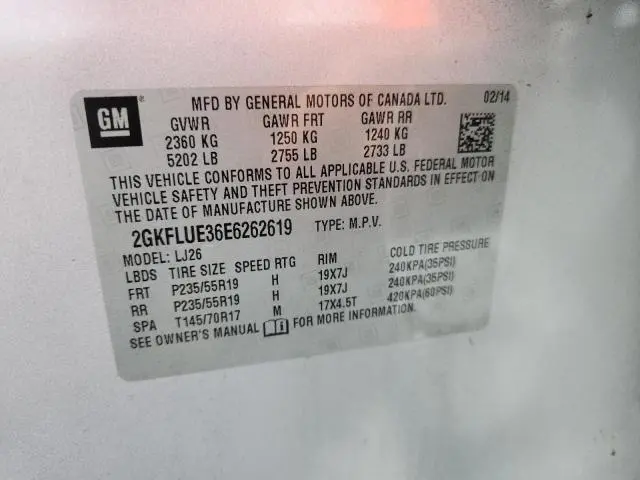 GM ® MFD BY GENERAL MOTORS OF CANADA LTD. 02/14
GVWR GAWR FRT GAWR RR
2360 KG 1250 KG 1240 KG
5202 LB 2755 LB 2733 LB
THIS VEHICLE CONFORMS TO ALL APPLICABLE U.S. FEDERAL MOTOR
VEHICLE SAFETY AND THEFT PREVENTION STANDARDS IN EFFECT ON
THE DATE OF MANUFACTURE SHOWN ABOVE.
2GKFLUE36E6262619 TYPE: M.P.V.
MODEL: LJ26
LBDS TIRE SIZE SPEED RTG RIM COLD TIRE PRESSURE
FRT P235/55R19 H 19X7J 240KPA(35PSI)
RR P235/55R19 H 19X7J 240KPA(35PSI)
SPA T145/70R17 M 17X4.5T 420KPA(60PSI)
SEE OWNER'S MANUAL FOR MORE INFORMATION.